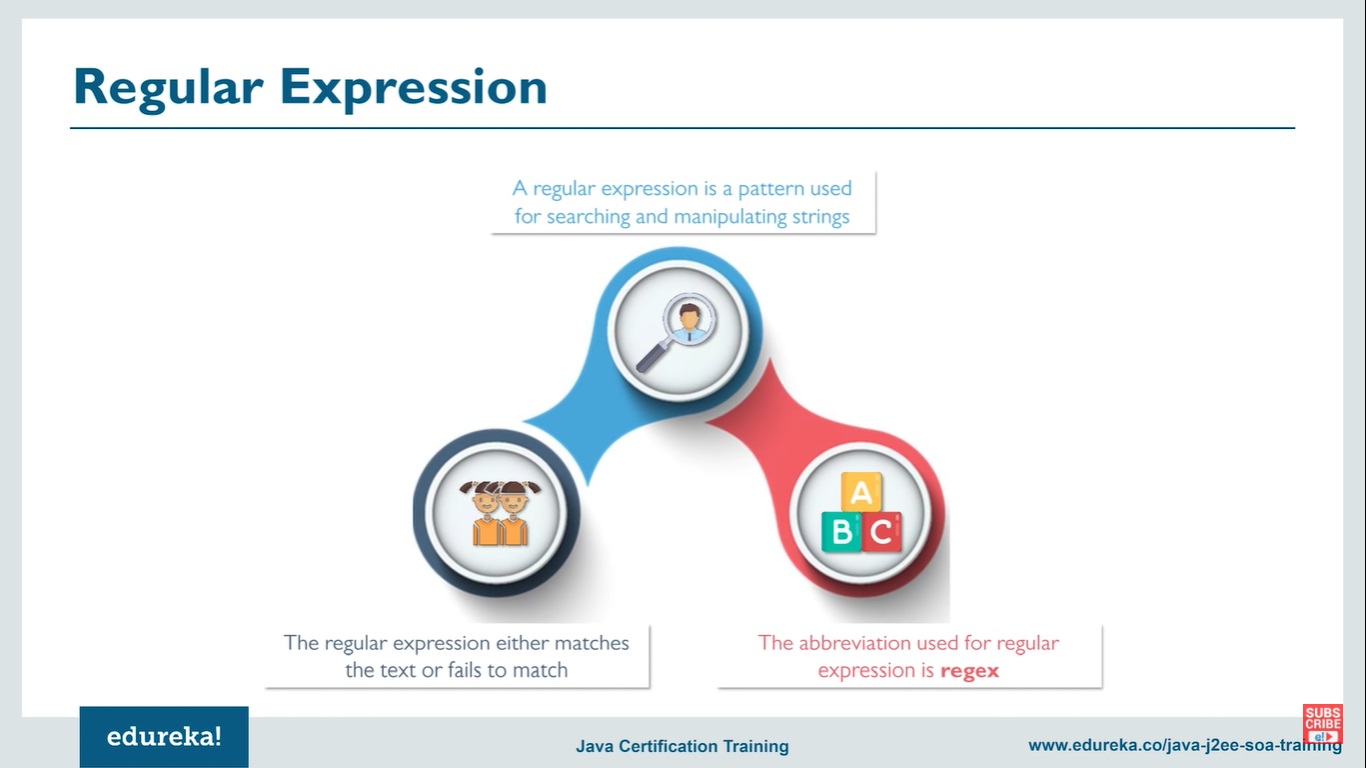 Regular Expression
A regular expression is a pattern used
for searching and manipulating strings
A
B C
The regular expression either matches
the text or fails to match
The abbreviation used for regular
expression is regex
edureka!
Java Certification Training
www.edureka.co/java-j2ee-soa-training
SUBS
CRIBE
e!